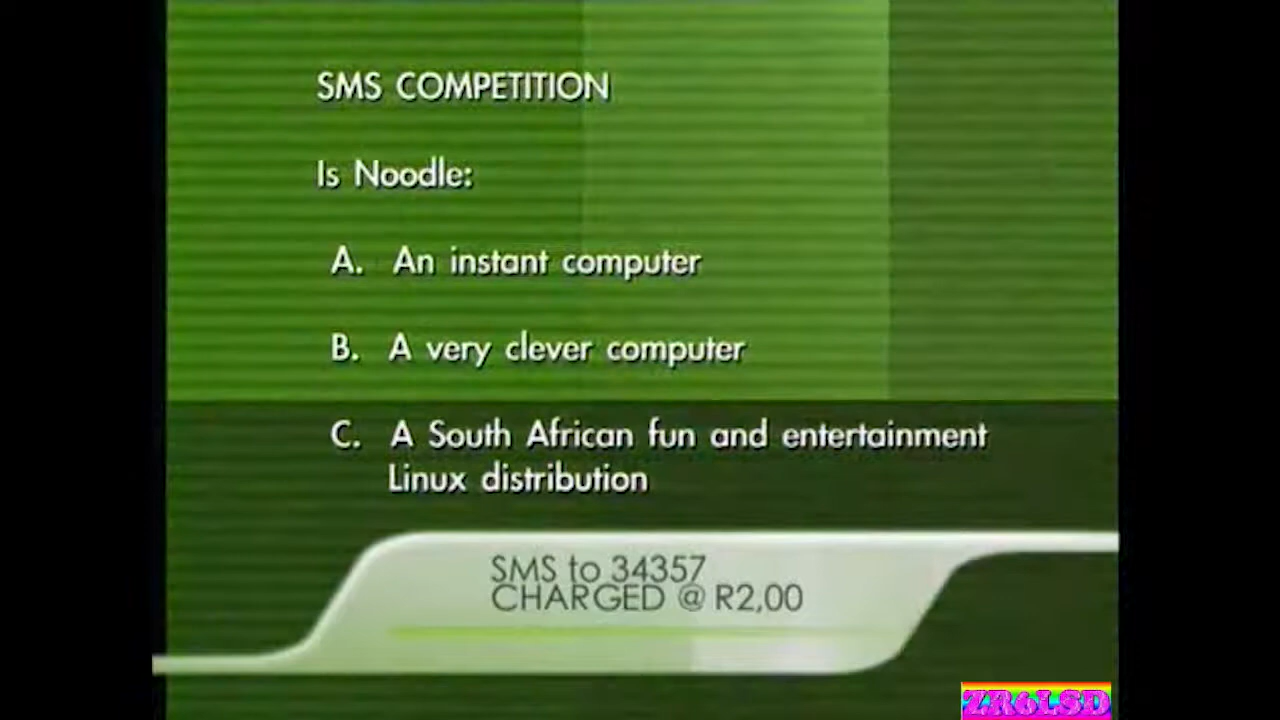 SMS COMPETITION
Is Noodle:
A. An instant computer
B. A very clever computer
C. A South African fun and entertainment
Linux distribution
SMS to 34357
CHARGED @ R2,00
ZR6LSD